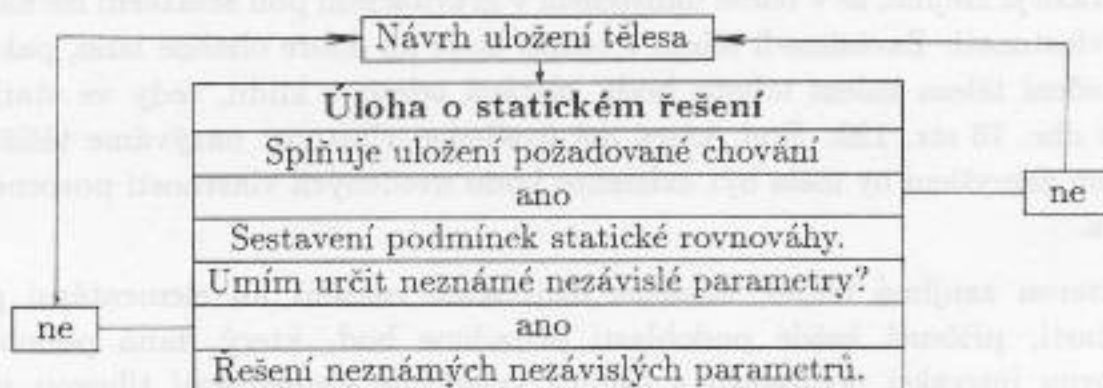 Návrh uložení tělesa
Úloha o statickém řešení
Splňuje uložení požadované chování
ano
ne
Sestavení podmínek statické rovnováhy.
Umím určit neznámé nezávislé parametry?
ne
ano
Řešení neznámých nezávislých parametrů.